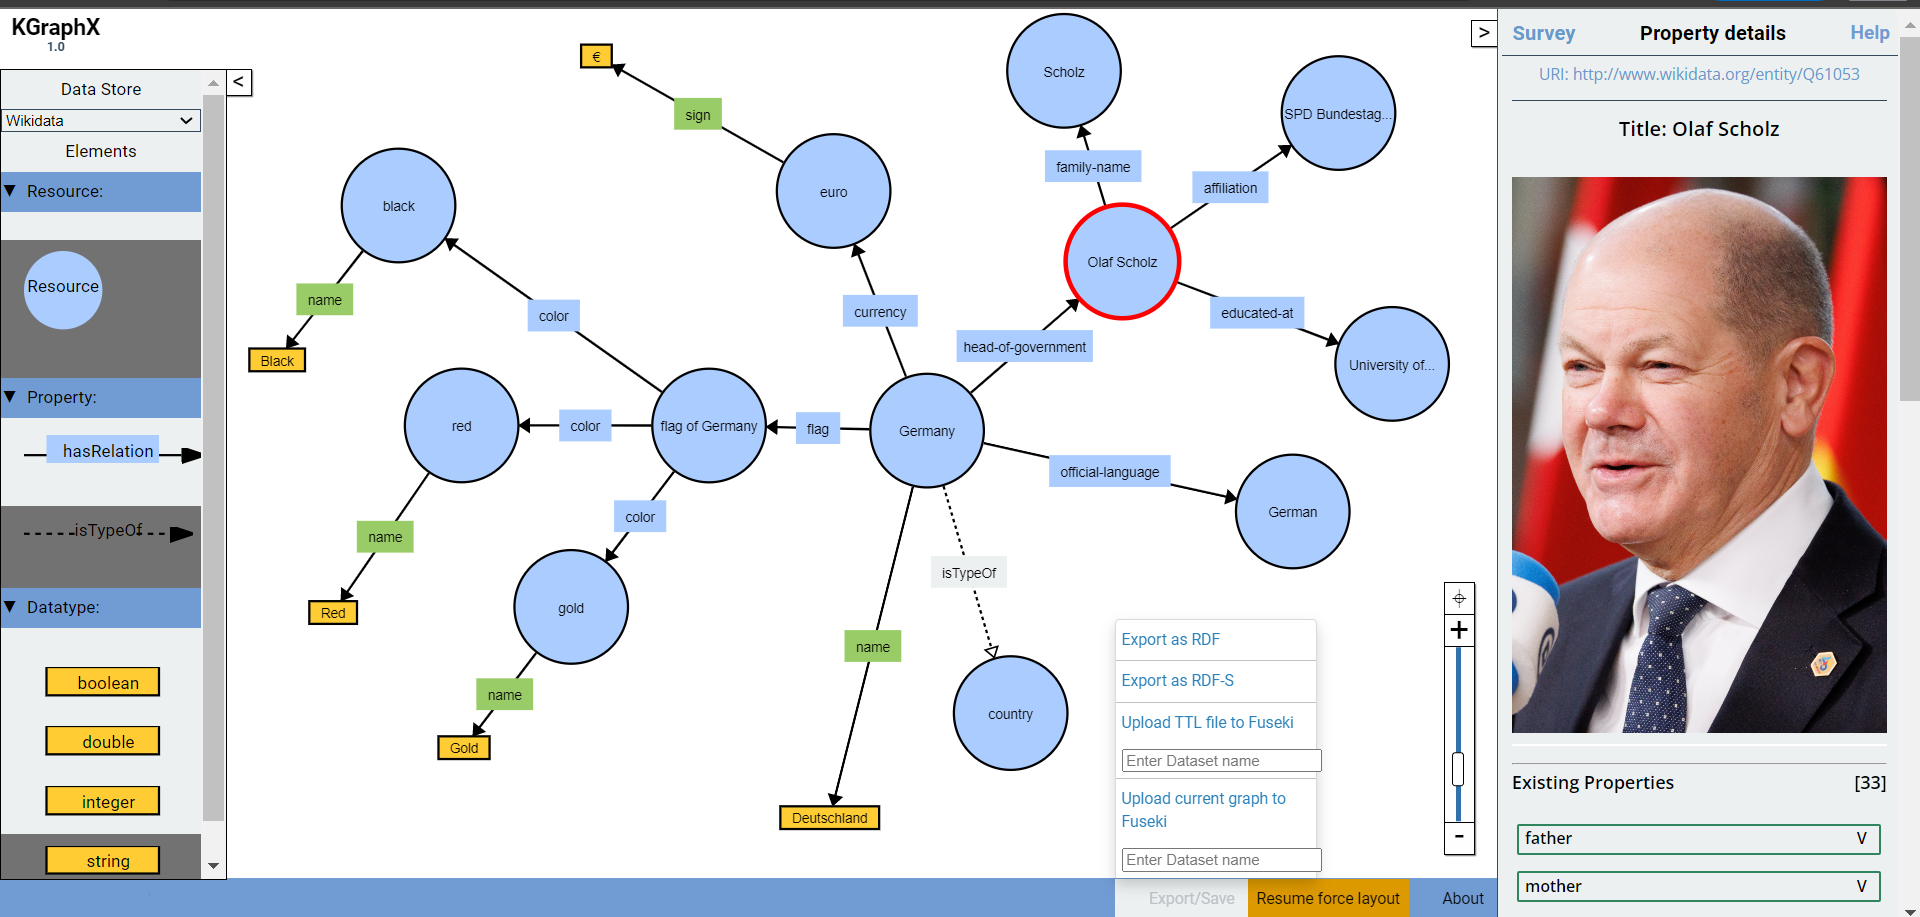 KGraphX
1.0
Data Store
Wikidata
Elements
Resource:
Resource
Property:
hasRelation
isTypeOf
Datatype:
boolean
double
integer
string
<
€
sign
euro
black
name
Black
color
currency
red
color
flag of Germany
flag
Germany
name
Red
color
gold
name
Gold
name
Deutschland
isTypeOf
country
head-of-government
Olaf Scholz
family-name
Scholz
affiliation
SPD Bundestag...
educated-at
University of...
official-language
German
>
Export as RDF
Export as RDF-S
Upload TTL file to Fuseki
Enter Dataset name
Upload current graph to
Fuseki
Enter Dataset name
+
-
Export/Save
Resume force layout
About
Survey
Property details
Help
URI: http://www.wikidata.org/entity/Q61053
Title: Olaf Scholz
Existing Properties [33]
father V
mother V